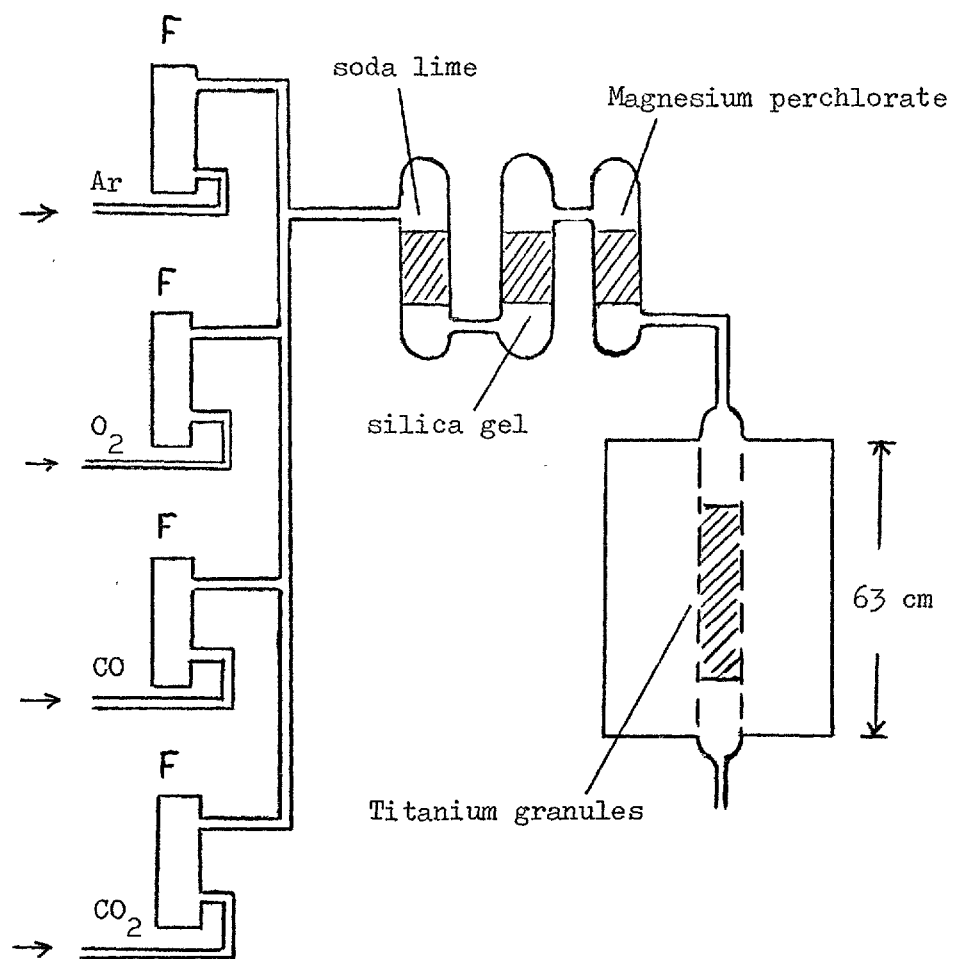 F
soda lime
Magnesium perchlorate
Ar
F
silica gel
O2
F
63 cm
CO
F
Titanium granules
CO2